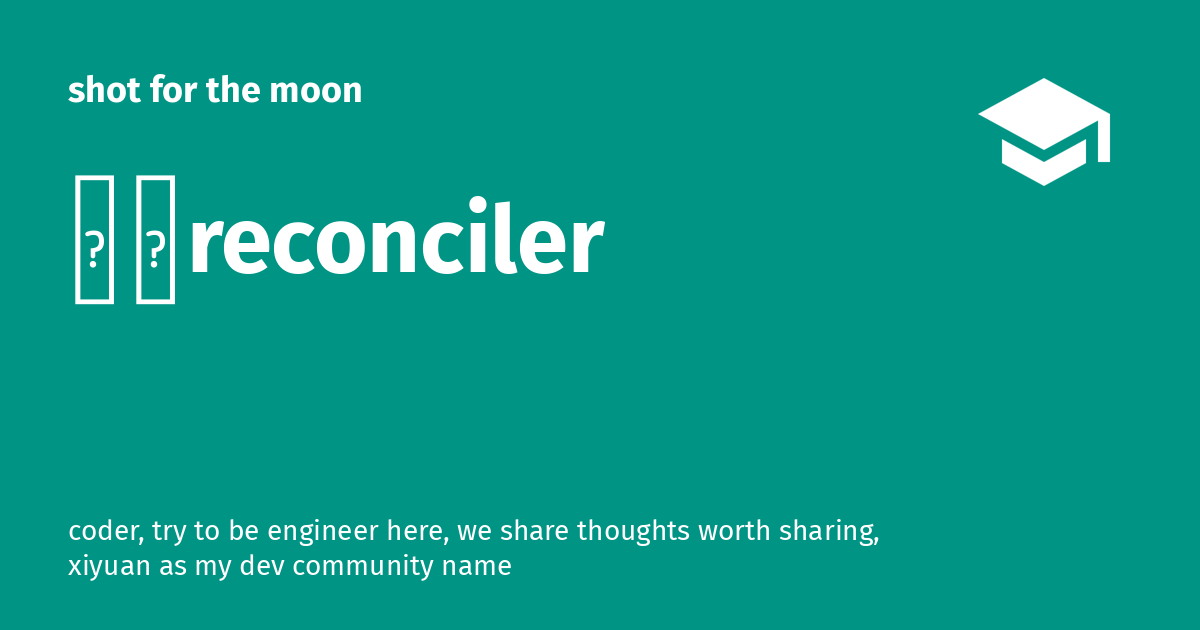 shot for the moon
reconciler
coder, try to be engineer here, we share thoughts worth sharing,
xiyuan as my dev community name